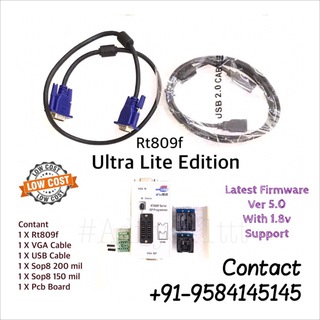 USB 2.0 CABLE
Rt809f
Ultra Lite Edition
LOW COST
LOW COST
Latest Firmware
Ver 5.0
With 1.8v
Support
Contant
1 X Rt809f
1 X VGA Cable
1 X USB Cable
1 X Sop8 200 mil
1 X Sop8 150 mil
1 X Pcb Board
Contact
+91-9584145145